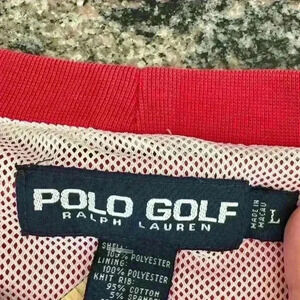 POLO GOLF
RALPH LAUREN
MADE IN
MACAU
L
SHELL:
100% POLYESTER
LINING:
100% POLYESTER
KNIT RIB:
95% COTTON
5% SPANDEX